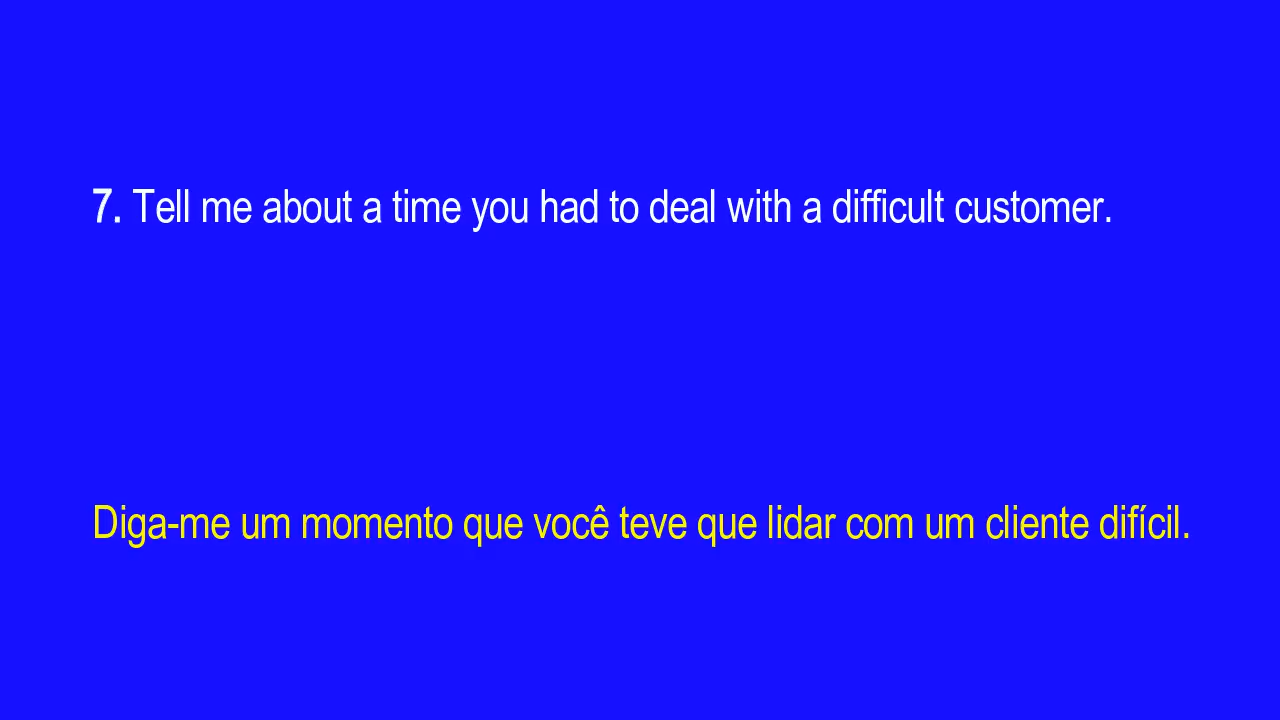 7. Tell me about a time you had to deal with a difficult customer.
Diga-me um momento que você teve que lidar com um cliente difícil.